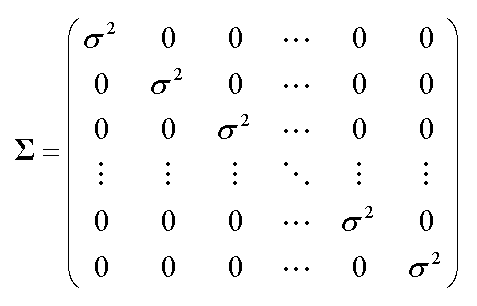 σ² 0 0 ⋯ 0 0
0 σ² 0 ⋯ 0 0
0 0 σ² ⋯ 0 0
Σ = ⋮ ⋮ ⋮ ⋱ ⋮ ⋮
0 0 0 ⋯ σ² 0
0 0 0 ⋯ 0 σ²